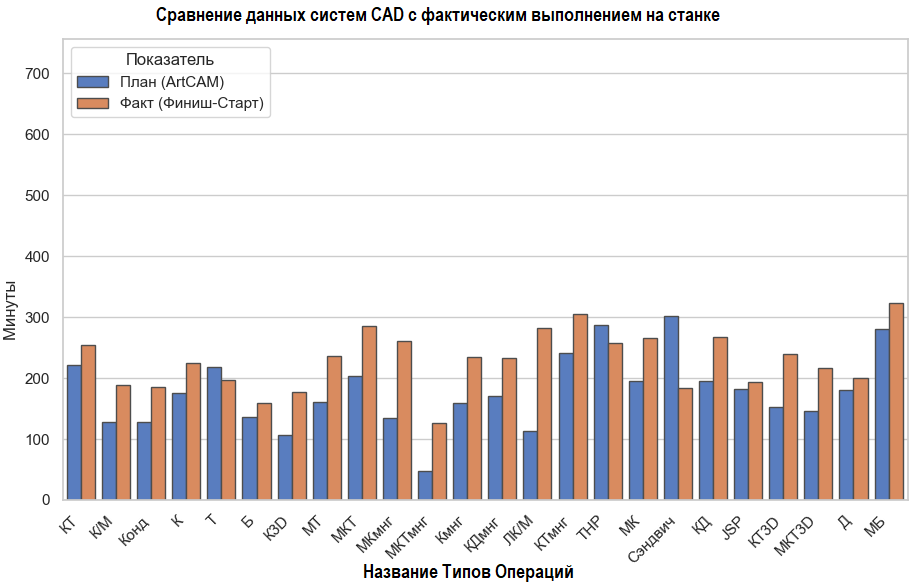 Сравнение данных систем CAD с фактическим выполнением на станке
Показатель
План (ArtCAM)
Факт (Финиш-Старт)
Минуты
700
600
500
400
300
200
100
0
КТ
К/М
Конд
К
Т
Б
К3D
МТ
МКТ
МКмнг
МКТмнг
Кмнг
КДмнг
ЛК/М
КТмнг
ТНР
МК
Сэндвич
КД
JSP
КТ3D
МКТ3D
Д
МБ
Название Типов Операций